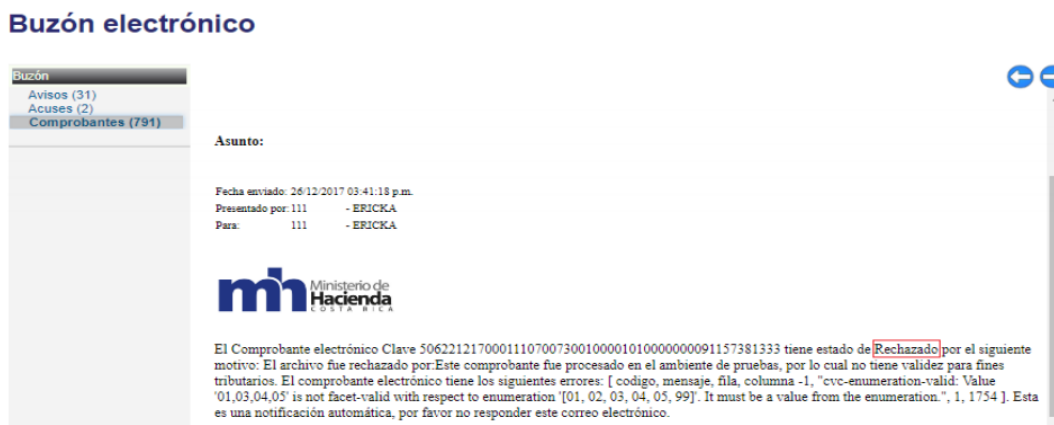 Buzón electrónico
Buzón
Avisos (31)
Acuses (2)
Comprobantes (791)
Asunto:
Fecha enviado: 26/12/2017 03:41:18 p.m.
Presentado por: 111 - ERICKA
Para: 111 - ERICKA
mh Ministerio de
Hacienda
COSTA RICA
El Comprobante electrónico Clave 50622121700011107007300100001010000000091157381333 tiene estado de Rechazado por el siguiente
motivo: El archivo fue rechazado por:Este comprobante fue procesado en el ambiente de pruebas, por lo cual no tiene validez para fines
tributarios. El comprobante electrónico tiene los siguientes errores: [ codigo, mensaje, fila, columna -1, "cvc-enumeration-valid: Value
'01,03,04,05' is not facet-valid with respect to enumeration '[01, 02, 03, 04, 05, 99]'. It must be a value from the enumeration.", 1, 1754 ]. Esta
es una notificación automática, por favor no responder este correo electrónico.